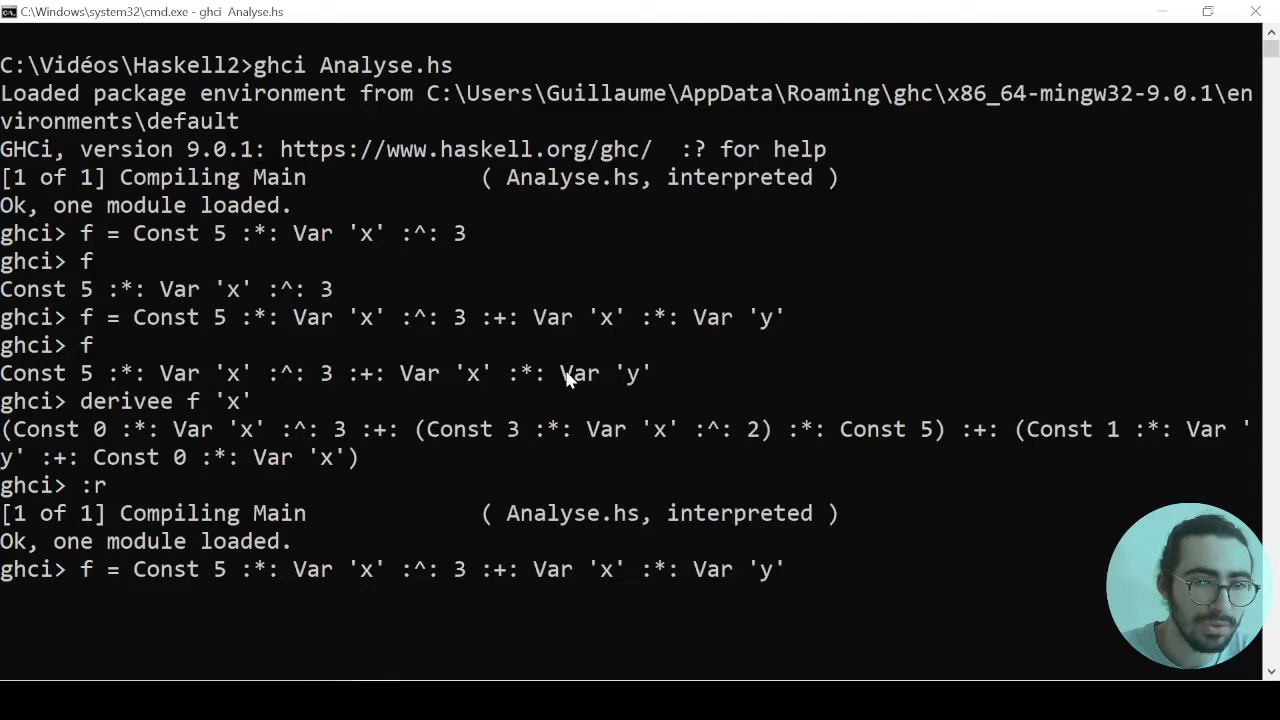 C:\Windows\system32\cmd.exe - ghci Analyse.hs
C:\Vidéos\Haskell2>ghci Analyse.hs
Loaded package environment from C:\Users\Guillaume\AppData\Roaming\ghc\x86_64-mingw32-9.0.1\en
vironments\default
GHCi, version 9.0.1: https://www.haskell.org/ghc/  :? for help
[1 of 1] Compiling Main             ( Analyse.hs, interpreted )
Ok, one module loaded.
ghci> f = Const 5 :*: Var 'x' :^: 3
ghci> f
Const 5 :*: Var 'x' :^: 3
ghci> f = Const 5 :*: Var 'x' :^: 3 :+: Var 'x' :*: Var 'y'
ghci> f
Const 5 :*: Var 'x' :^: 3 :+: Var 'x' :*: Var 'y'
ghci> derivee f 'x'
(Const 0 :*: Var 'x' :^: 3 :+: (Const 3 :*: Var 'x' :^: 2) :*: Const 5) :+: (Const 1 :*: Var '
y' :+: Const 0 :*: Var 'x')
ghci> :r
[1 of 1] Compiling Main             ( Analyse.hs, interpreted )
Ok, one module loaded.
ghci> f = Const 5 :*: Var 'x' :^: 3 :+: Var 'x' :*: Var 'y'